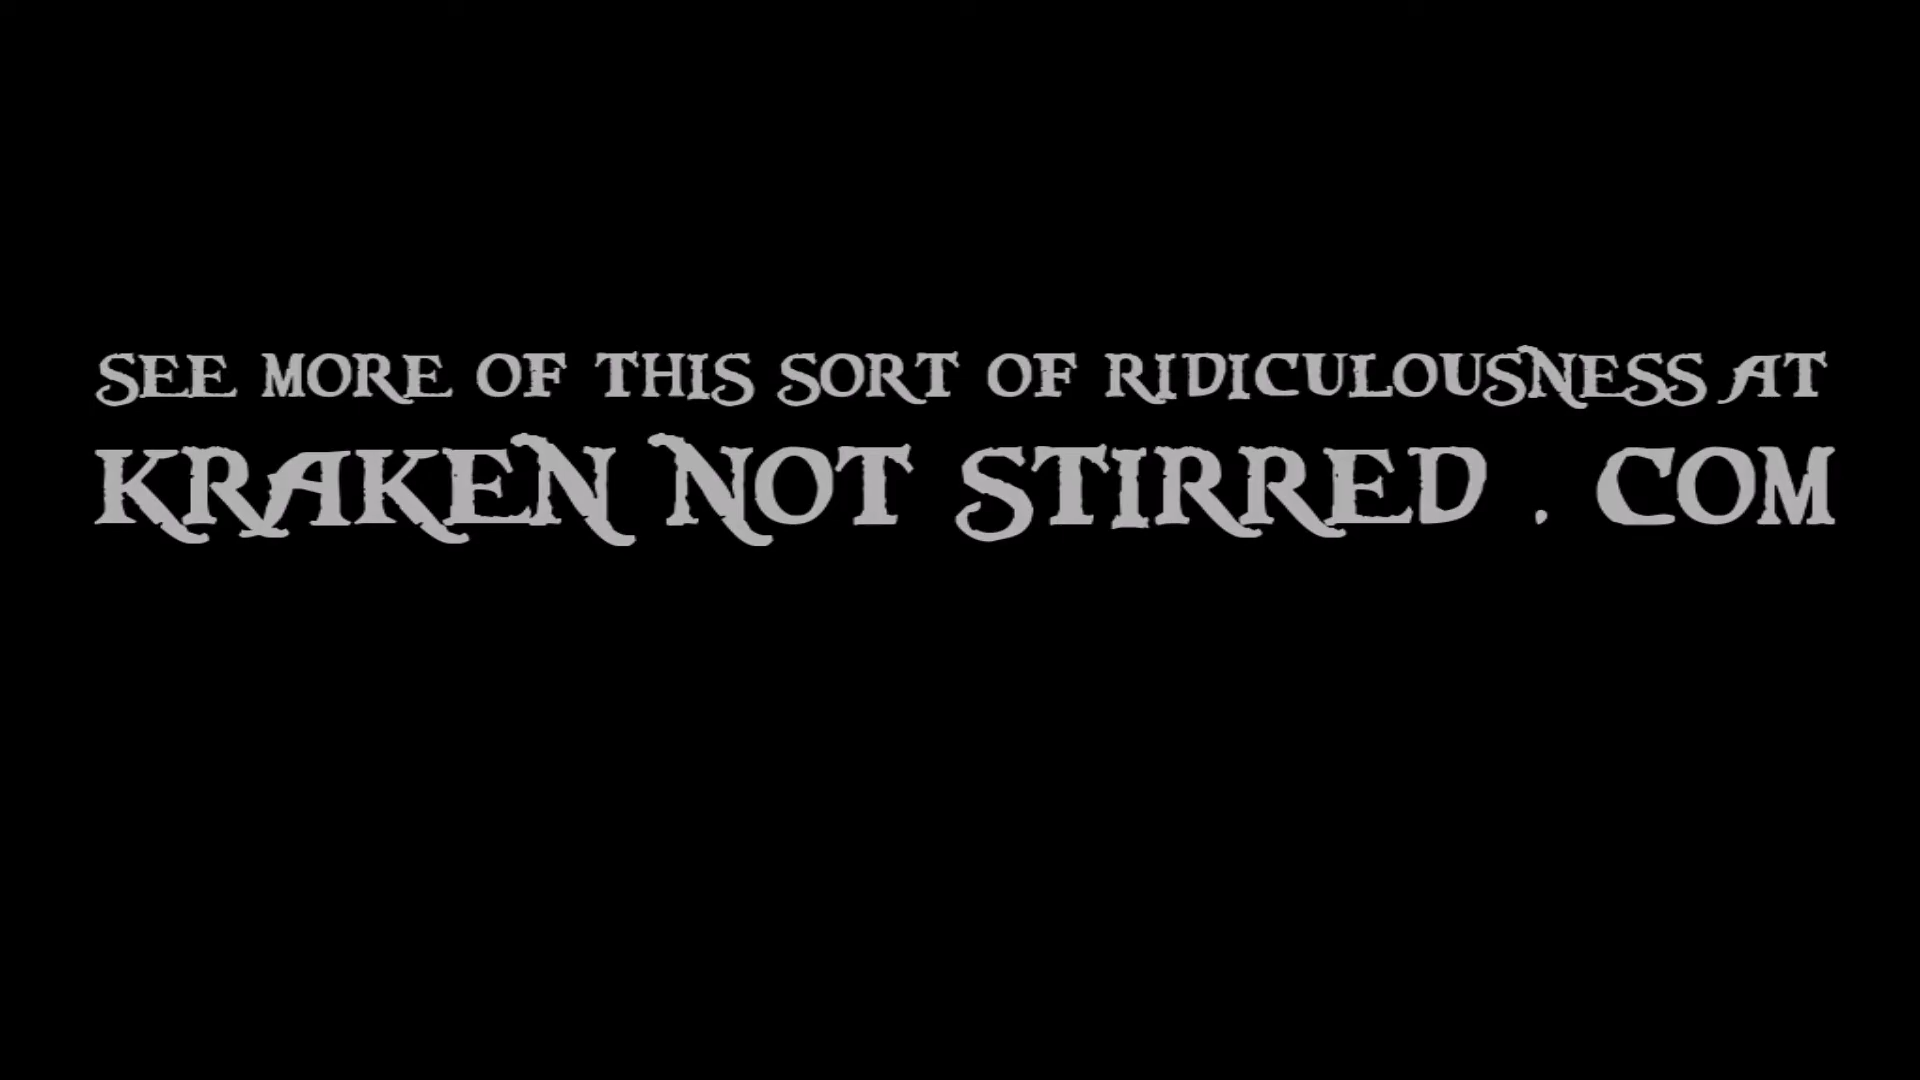 SEE MORE OF THIS SORT OF RIDICULOUSNESS AT
KRAKEN NOT STIRRED . COM